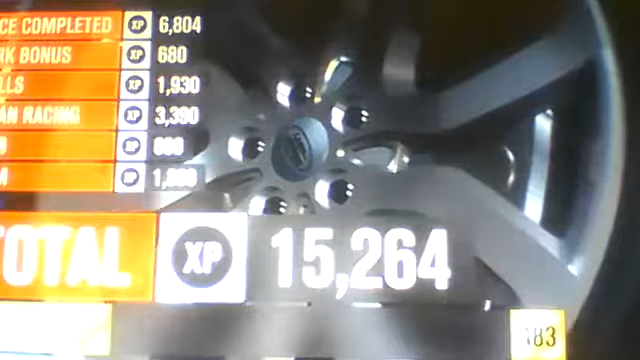 CE COMPLETED XP 6,804
RK BONUS XP 680
LLS XP 1,930
AN RACING XP 3,390
XP
XP
TOTAL XP 15,264
183